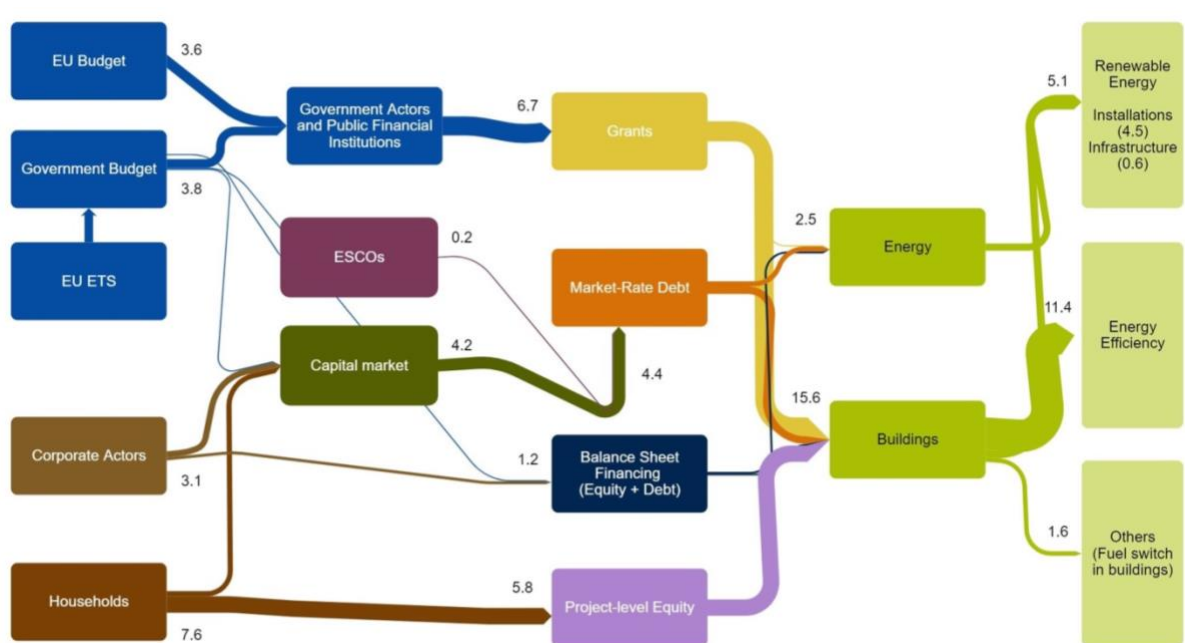 EU Budget
3.6
Government Budget
3.8
EU ETS
Corporate Actors
3.1
Households
7.6
Government Actors
and Public Financial
Institutions
6.7
ESCOs
0.2
Capital market
4.2
4.4
1.2
5.8
Grants
Market-Rate Debt
Balance Sheet
Financing
(Equity + Debt)
Project-level Equity
2.5
Energy
15.6
Buildings
5.1
11.4
1.6
Renewable
Energy
Installations
(4.5)
Infrastructure
(0.6)
Energy
Efficiency
Others
(Fuel switch
in buildings)